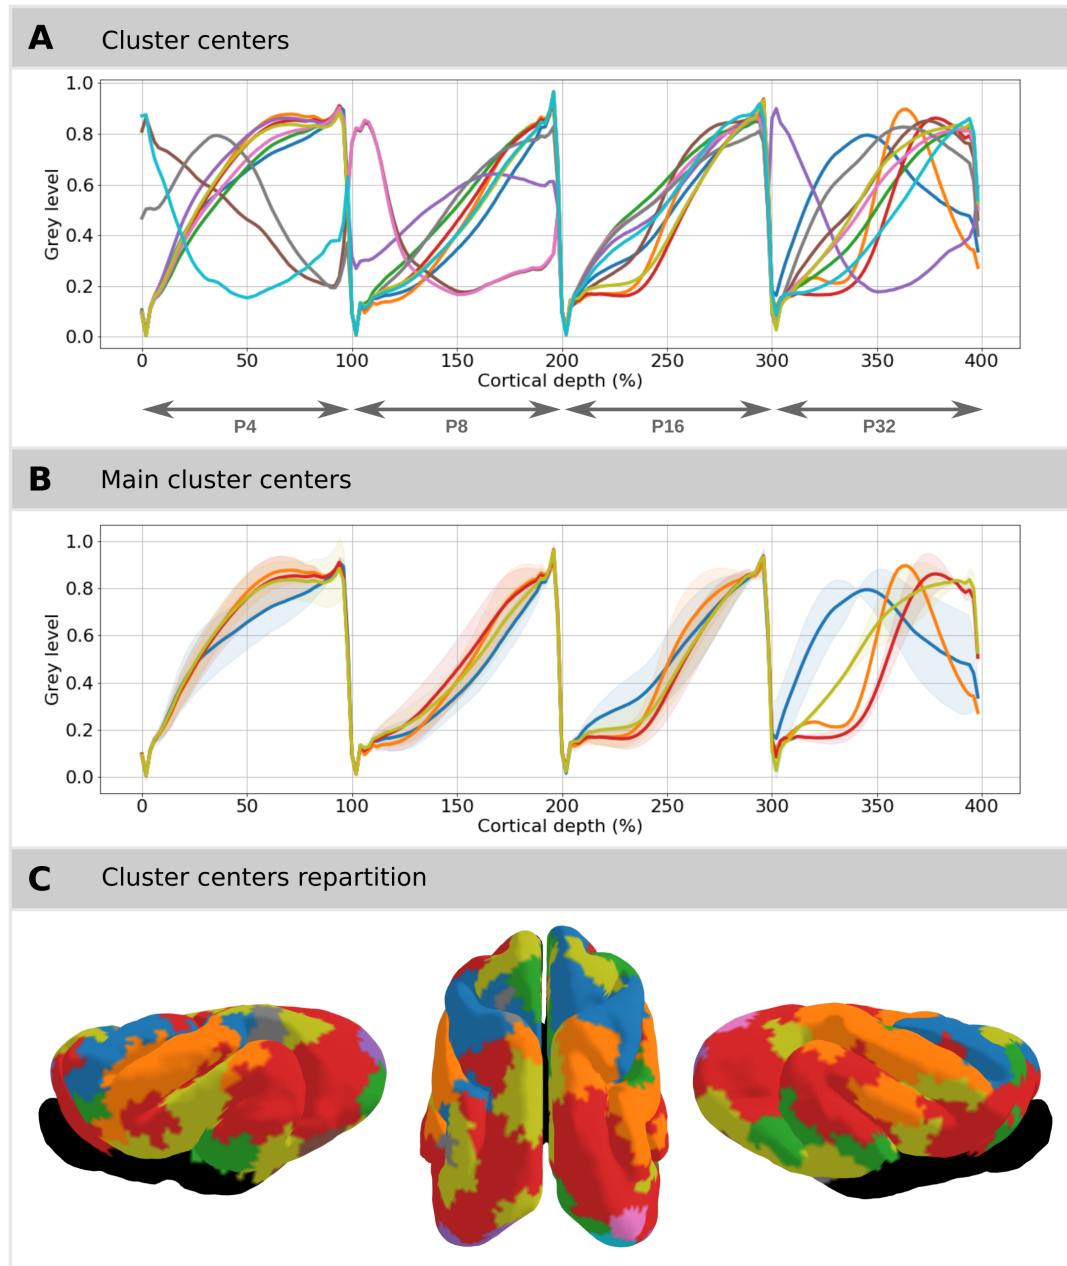 A Cluster centers
1.0
0.8
0.6
0.4
0.2
0.0
Grey level
0 50 100 150 200 250 300 350 400
Cortical depth (%)
P4 P8 P16 P32
B Main cluster centers
1.0
0.8
0.6
0.4
0.2
0.0
Grey level
0 50 100 150 200 250 300 350 400
Cortical depth (%)
C Cluster centers repartition